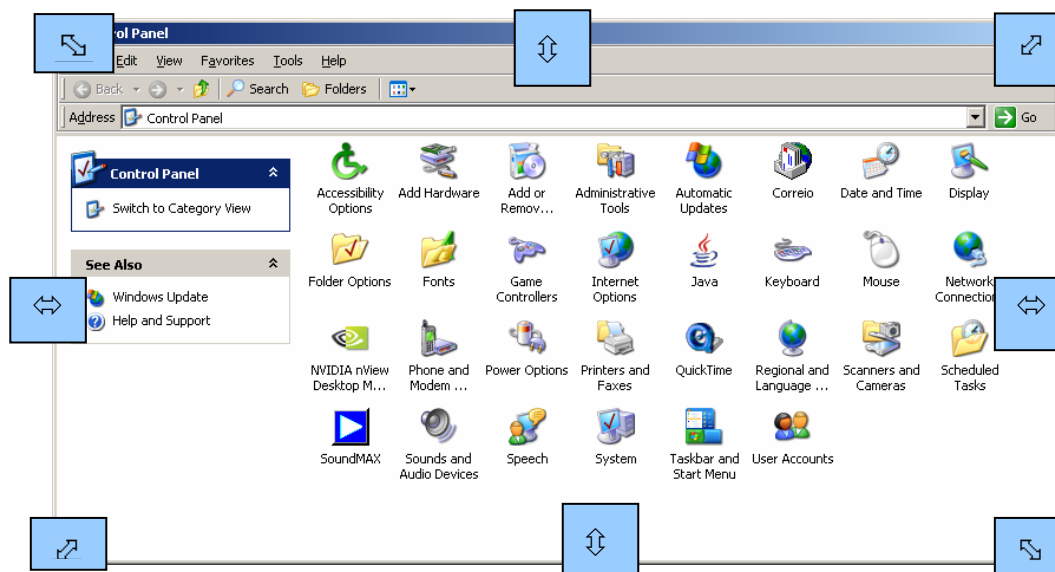 rol Panel
Edit View Favorites Tools Help
Back Search Folders
Address Control Panel Go
Control Panel
Switch to Category View
See Also
Windows Update
Help and Support
Accessibility Options
Add Hardware
Add or Remov...
Administrative Tools
Automatic Updates
Correio
Date and Time
Display
Folder Options
Fonts
Game Controllers
Internet Options
Java
Keyboard
Mouse
Network Connection
NVIDIA nView Desktop M...
Phone and Modem ...
Power Options
Printers and Faxes
QuickTime
Regional and Language ...
Scanners and Cameras
Scheduled Tasks
SoundMAX
Sounds and Audio Devices
Speech
System
Taskbar and Start Menu
User Accounts